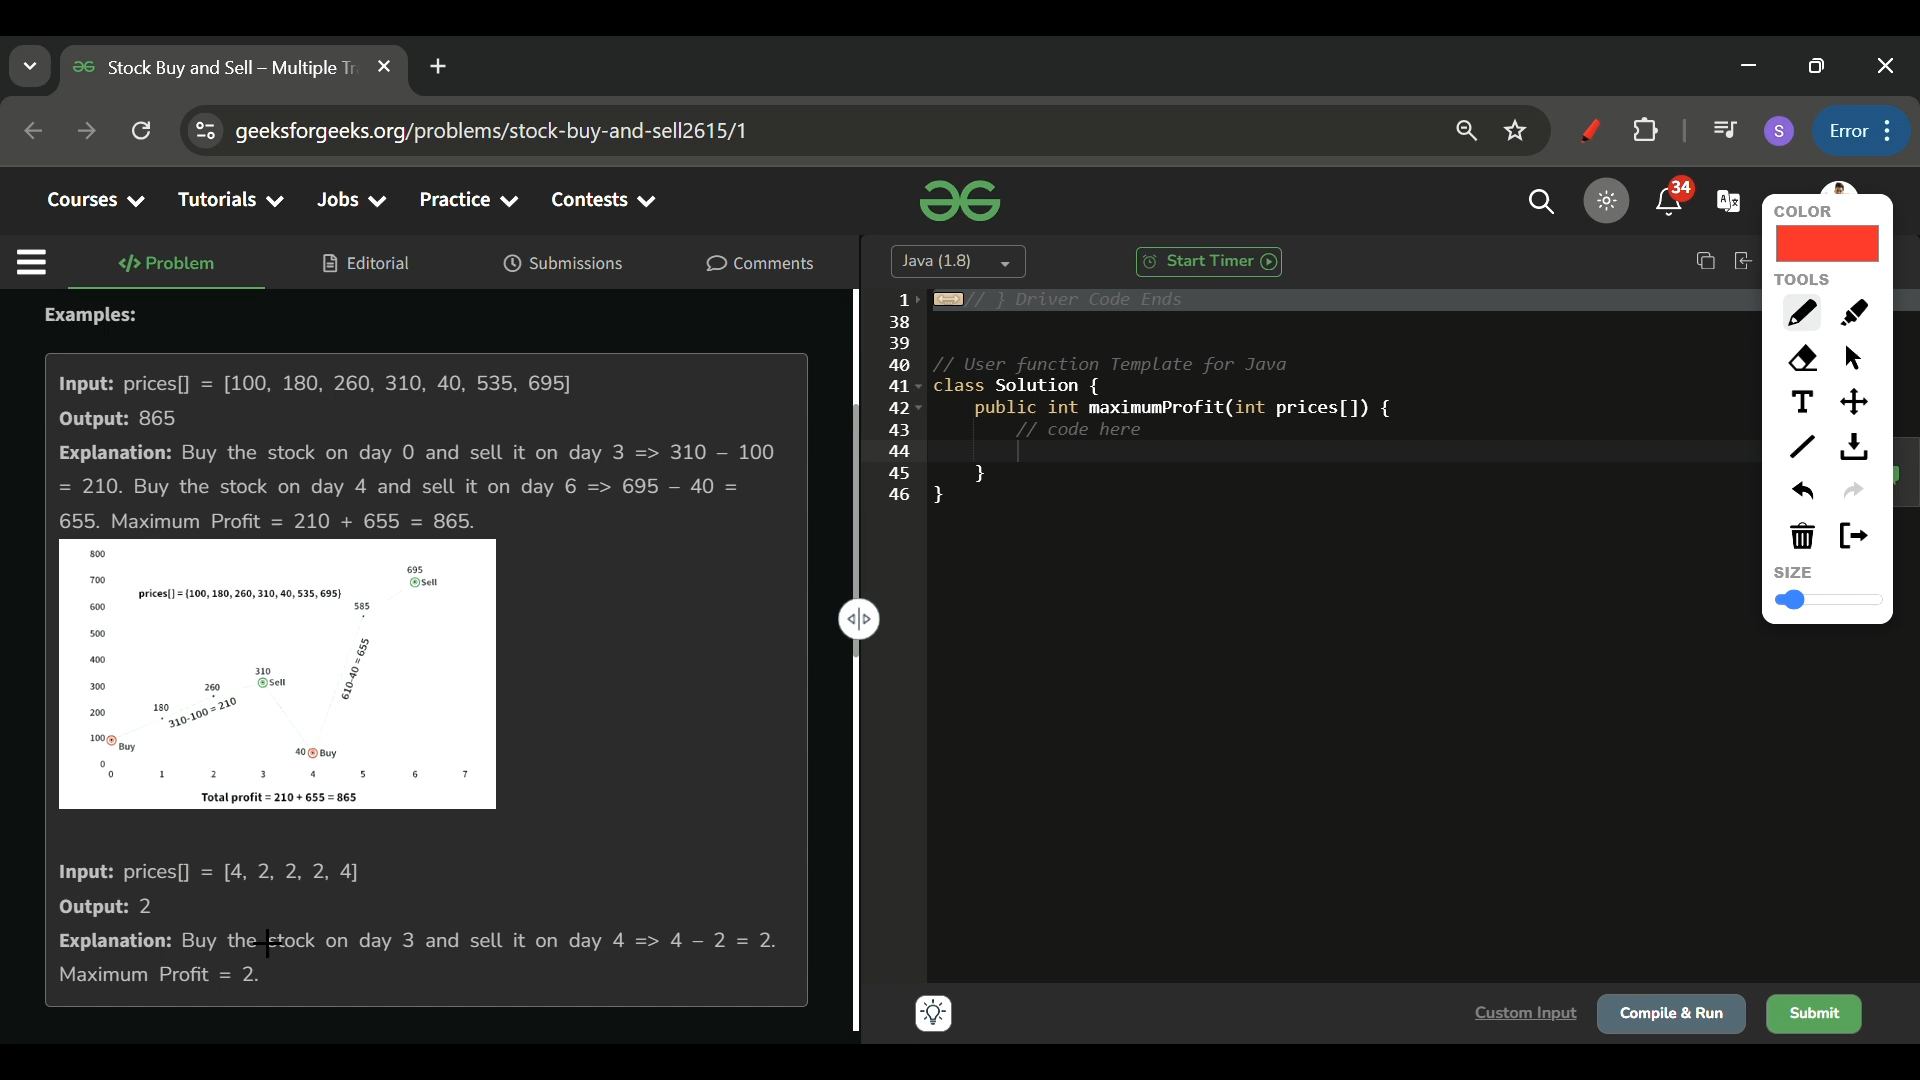 Stock Buy and Sell – Multiple Tr
geeksforgeeks.org/problems/stock-buy-and-sell2615/1
S
Error
Courses
Tutorials
Jobs
Practice
Contests
34
COLOR
TOOLS
T
SIZE
</> Problem
Editorial
Submissions
Comments
Java (1.8)
Start Timer
Examples:
Input: prices[] = [100, 180, 260, 310, 40, 535, 695]
Output: 865
Explanation: Buy the stock on day 0 and sell it on day 3 => 310 – 100
= 210. Buy the stock on day 4 and sell it on day 6 => 695 – 40 =
655. Maximum Profit = 210 + 655 = 865.
800
700
600
500
400
300
200
100
0
prices[] = {100, 180, 260, 310, 40, 535, 695}
695
Sell
585
610-40 = 655
310
Sell
260
180
310-100 = 210
Buy
40
Buy
0 1 2 3 4 5 6 7
Total profit = 210 + 655 = 865
Input: prices[] = [4, 2, 2, 2, 4]
Output: 2
Explanation: Buy the stock on day 3 and sell it on day 4 => 4 – 2 = 2.
Maximum Profit = 2.
1 // } Driver Code Ends
38
39
40 // User function Template for Java
41 class Solution {
42 public int maximumProfit(int prices[]) {
43 // code here
44
45 }
46 }
Custom Input
Compile & Run
Submit